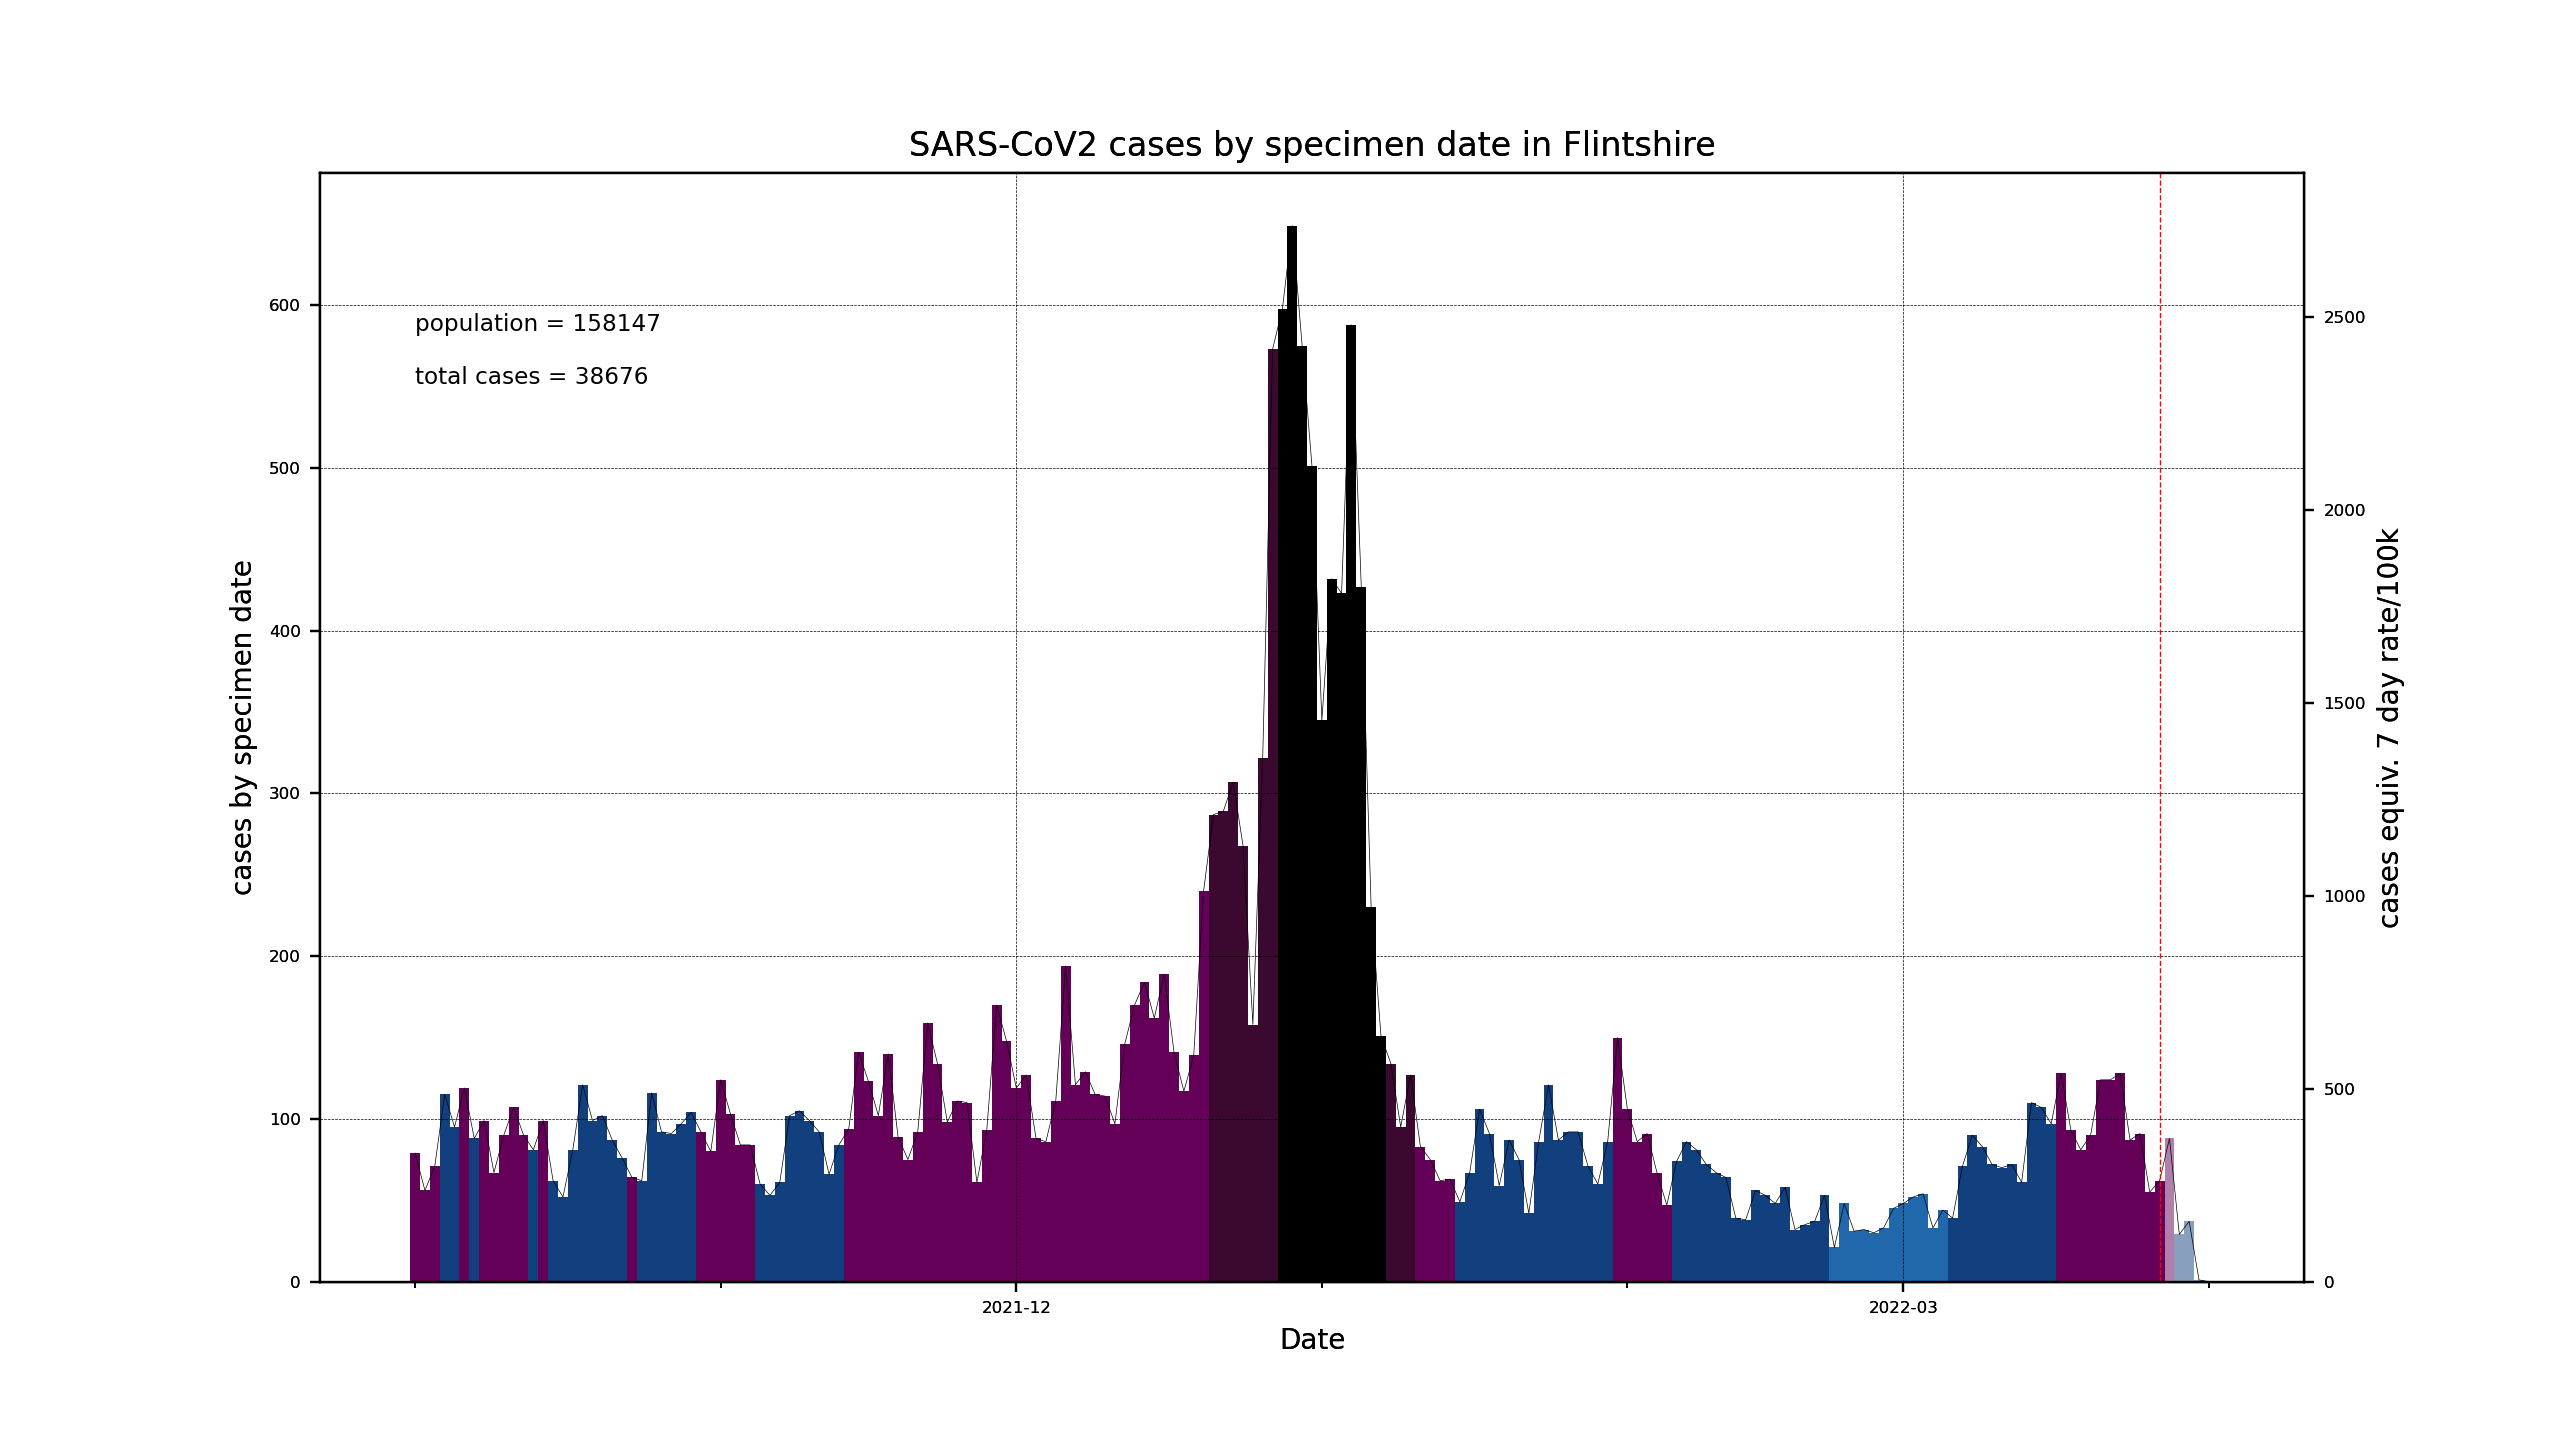 SARS-CoV2 cases by specimen date in Flintshire
population = 158147
total cases = 38676
cases by specimen date
600
500
400
300
200
100
0
2500
2000
1500
1000
500
0
cases equiv. 7 day rate/100k
2021-12
2022-03
Date